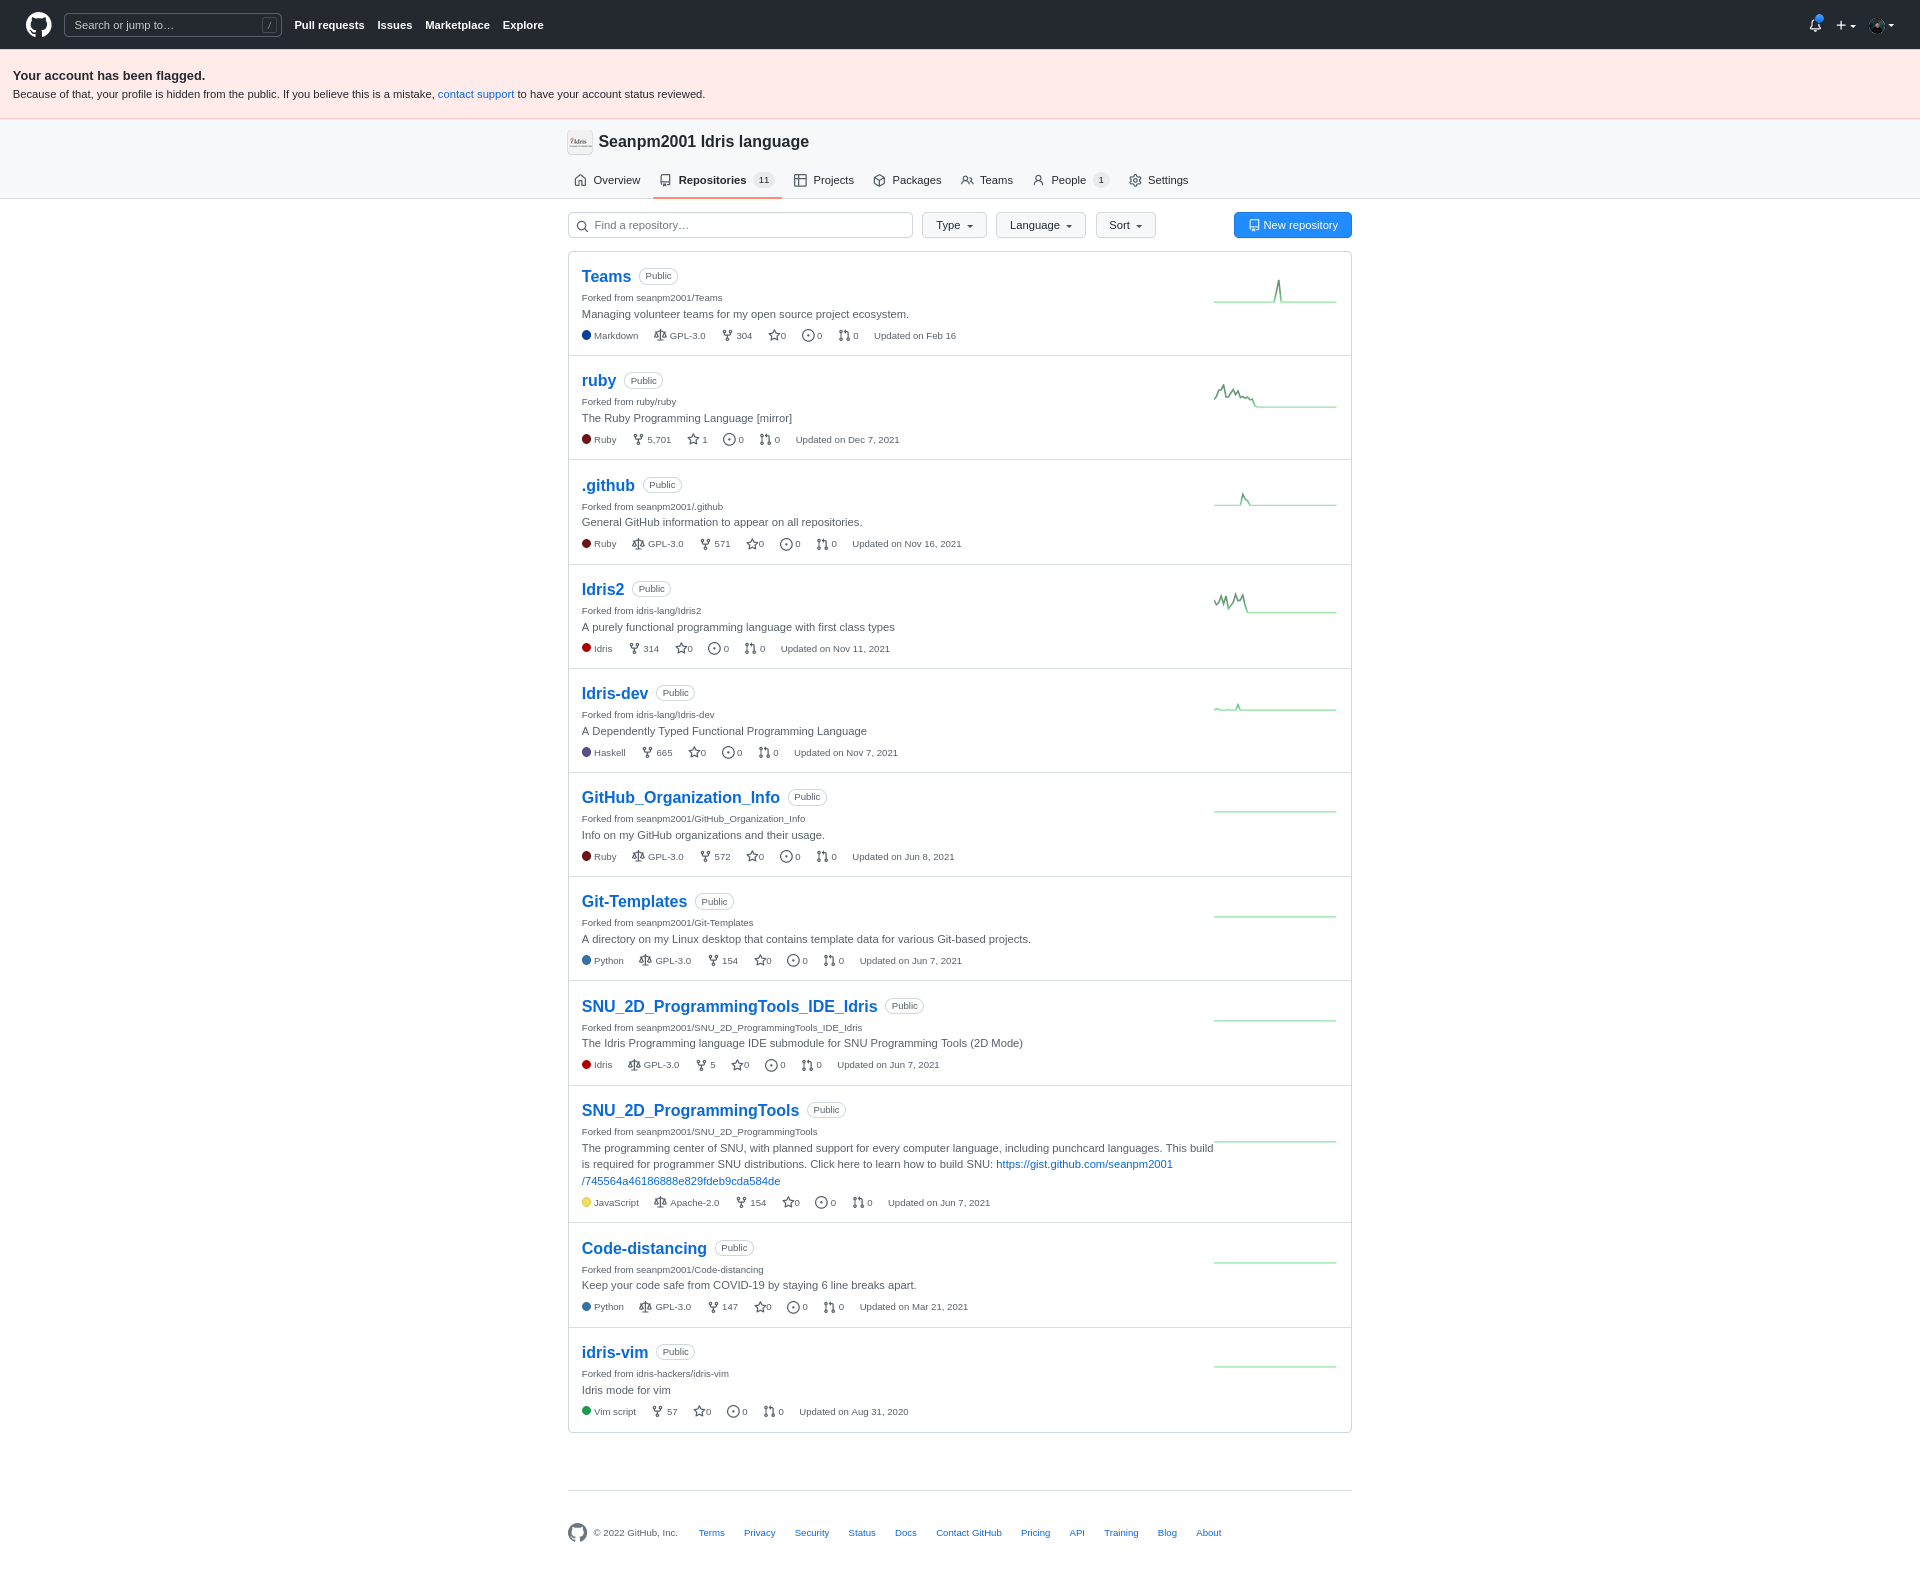 Search or jump to… /
Pull requests Issues Marketplace Explore
Your account has been flagged.
Because of that, your profile is hidden from the public. If you believe this is a mistake, contact support to have your account status reviewed.
Idris
Seanpm2001 Idris language
Overview Repositories 11 Projects Packages Teams People 1 Settings
Find a repository… Type Language Sort New repository
Teams Public
Forked from seanpm2001/Teams
Managing volunteer teams for my open source project ecosystem.
Markdown GPL-3.0 304 0 0 0 Updated on Feb 16
ruby Public
Forked from ruby/ruby
The Ruby Programming Language [mirror]
Ruby 5,701 1 0 0 Updated on Dec 7, 2021
.github Public
Forked from seanpm2001/.github
General GitHub information to appear on all repositories.
Ruby GPL-3.0 571 0 0 0 Updated on Nov 16, 2021
Idris2 Public
Forked from idris-lang/Idris2
A purely functional programming language with first class types
Idris 314 0 0 0 Updated on Nov 11, 2021
Idris-dev Public
Forked from idris-lang/Idris-dev
A Dependently Typed Functional Programming Language
Haskell 665 0 0 0 Updated on Nov 7, 2021
GitHub_Organization_Info Public
Forked from seanpm2001/GitHub_Organization_Info
Info on my GitHub organizations and their usage.
Ruby GPL-3.0 572 0 0 0 Updated on Jun 8, 2021
Git-Templates Public
Forked from seanpm2001/Git-Templates
A directory on my Linux desktop that contains template data for various Git-based projects.
Python GPL-3.0 154 0 0 0 Updated on Jun 7, 2021
SNU_2D_ProgrammingTools_IDE_Idris Public
Forked from seanpm2001/SNU_2D_ProgrammingTools_IDE_Idris
The Idris Programming language IDE submodule for SNU Programming Tools (2D Mode)
Idris GPL-3.0 5 0 0 0 Updated on Jun 7, 2021
SNU_2D_ProgrammingTools Public
Forked from seanpm2001/SNU_2D_ProgrammingTools
The programming center of SNU, with planned support for every computer language, including punchcard languages. This build
is required for programmer SNU distributions. Click here to learn how to build SNU: https://gist.github.com/seanpm2001
/745564a46186888e829fdeb9cda584de
JavaScript Apache-2.0 154 0 0 0 Updated on Jun 7, 2021
Code-distancing Public
Forked from seanpm2001/Code-distancing
Keep your code safe from COVID-19 by staying 6 line breaks apart.
Python GPL-3.0 147 0 0 0 Updated on Mar 21, 2021
idris-vim Public
Forked from idris-hackers/idris-vim
Idris mode for vim
Vim script 57 0 0 0 Updated on Aug 31, 2020
© 2022 GitHub, Inc. Terms Privacy Security Status Docs Contact GitHub Pricing API Training Blog About